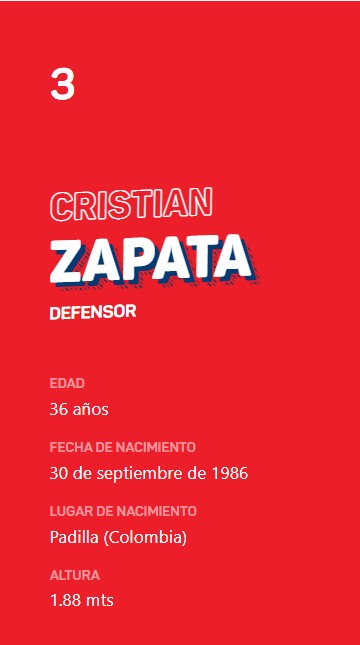 3
CRISTIAN
ZAPATA
DEFENSOR
EDAD
36 años
FECHA DE NACIMIENTO
30 de septiembre de 1986
LUGAR DE NACIMIENTO
Padilla (Colombia)
ALTURA
1.88 mts